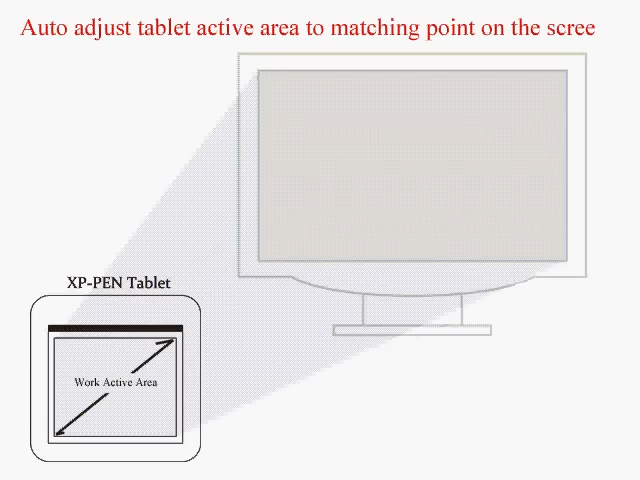 Auto adjust tablet active area to matching point on the scree
XP-PEN Tablet
Work Active Area